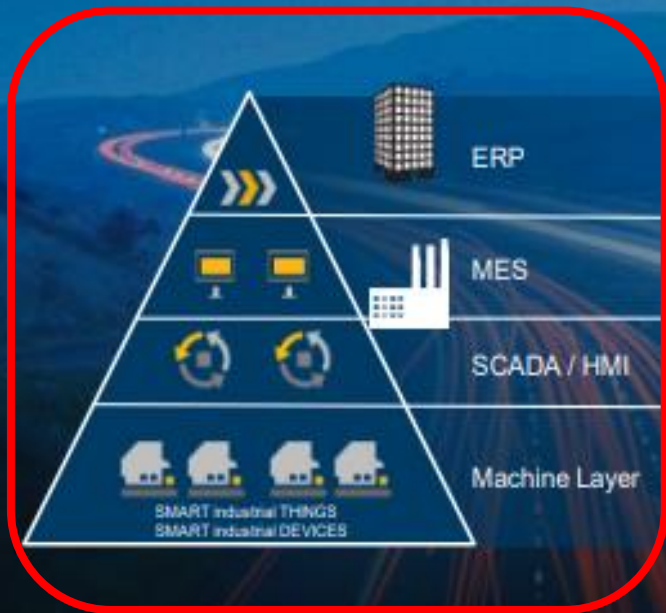 ERP
MES
SCADA / HMI
Machine Layer
SMART industrial THINGS
SMART industrial DEVICES